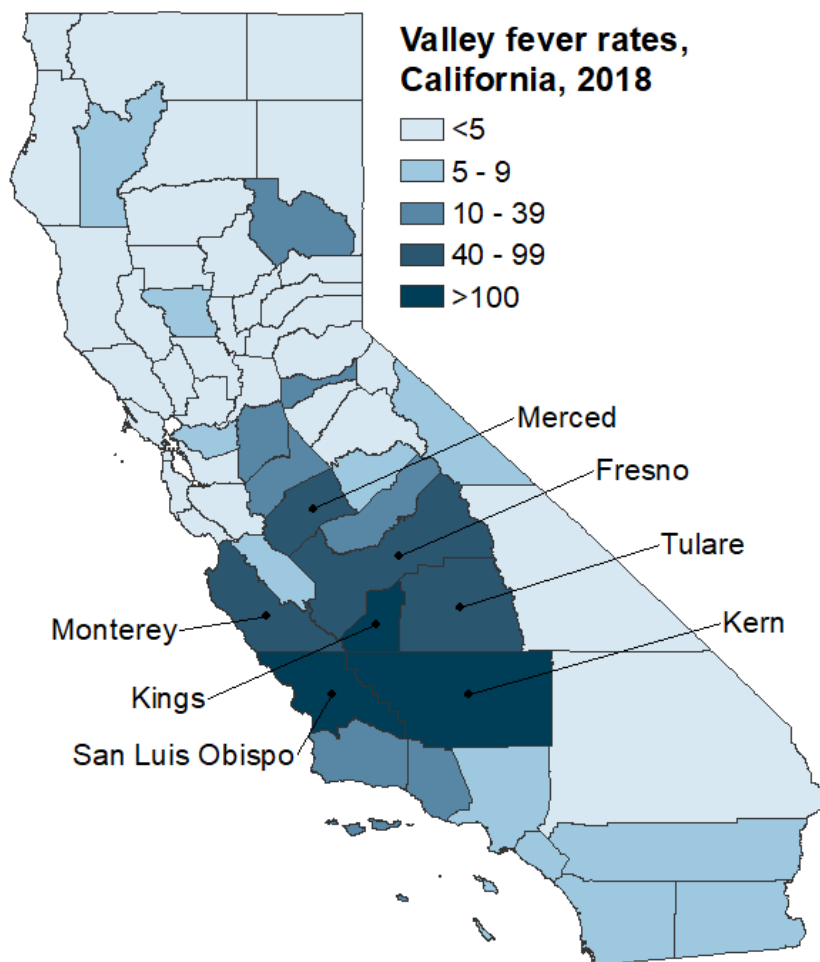 Valley fever rates,
California, 2018
<5
5 - 9
10 - 39
40 - 99
>100
Merced
Fresno
Tulare
Monterey
Kern
Kings
San Luis Obispo